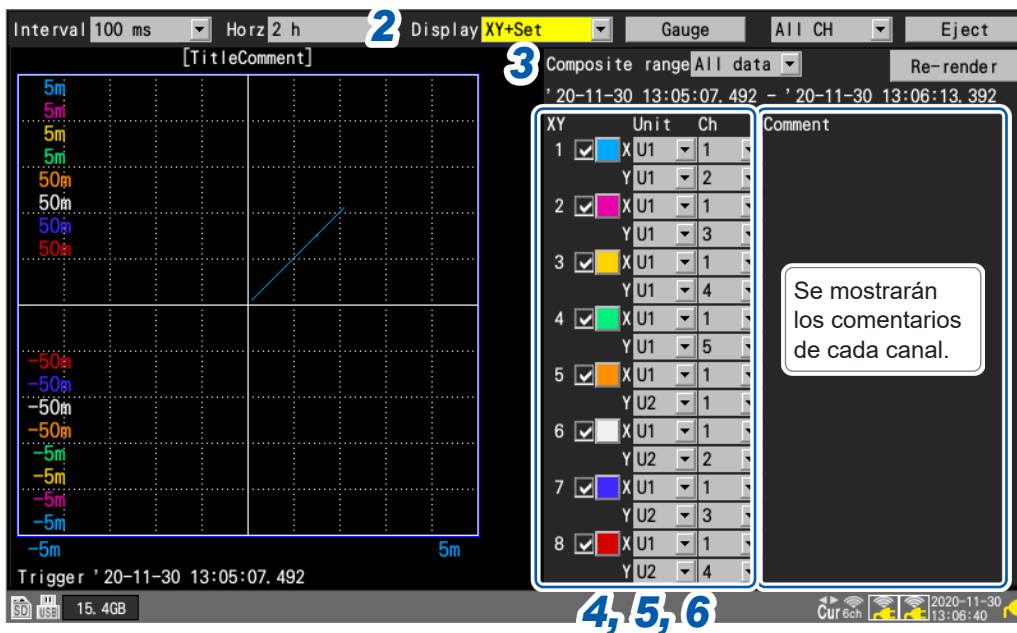 Interval 100 ms Horz 2 h 2 Display XY+Set Gauge All CH Eject
[TitleComment]
3 Composite range All data Re-render
'20-11-30 13:05:07.492 - '20-11-30 13:06:13.392
5m
5m
5m
5m
50m
50m
50m
50m
-50m
-50m
-50m
-50m
-5m
-5m
-5m
-5m
-5m 5m
Trigger '20-11-30 13:05:07.492
XY Unit Ch Comment
1 X U1 1
Y U1 2
2 X U1 1
Y U1 3
3 X U1 1
Y U1 4
4 X U1 1
Y U1 5
5 X U1 1
Y U2 1
6 X U1 1
Y U2 2
7 X U1 1
Y U2 3
8 X U1 1
Y U2 4
Se mostrarán
los comentarios
de cada canal.
4, 5, 6
SD USB 15.4GB
Cur 6ch
2020-11-30
13:06:40